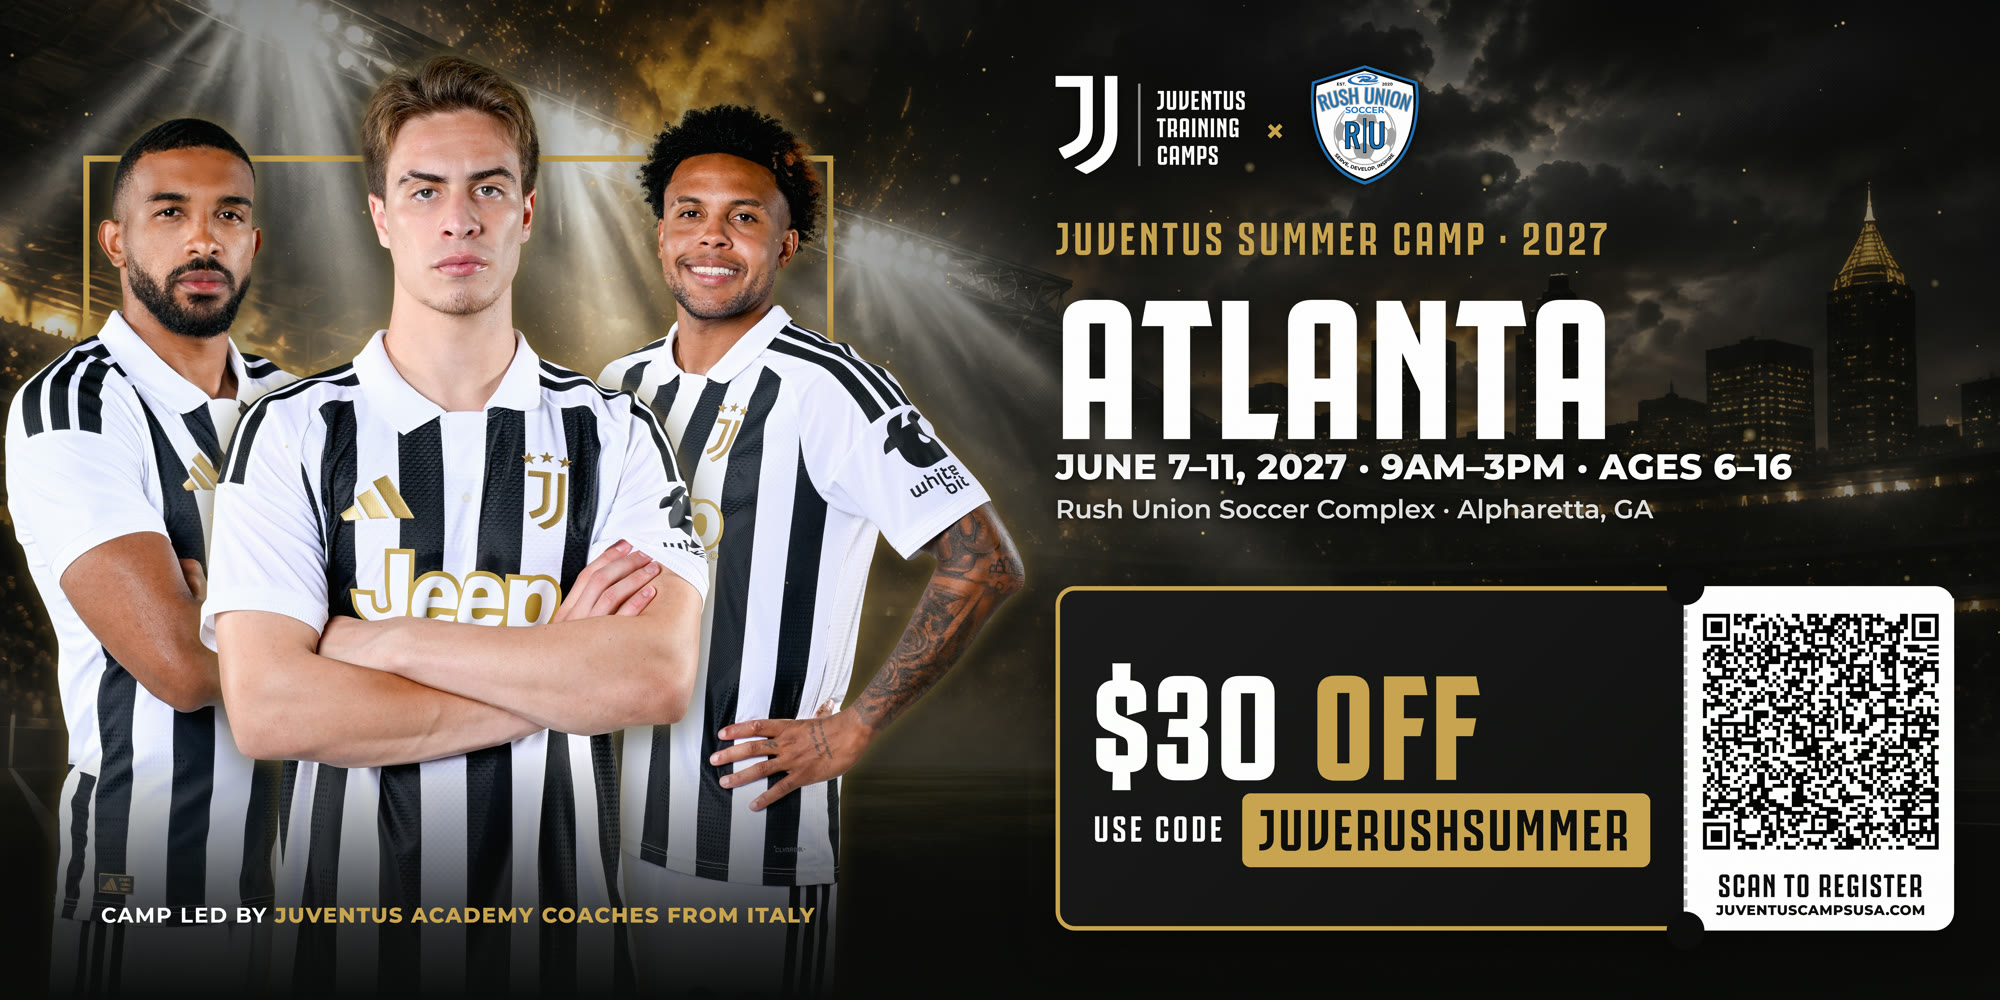 JUVENTUS
TRAINING
CAMPS
×
EST. 2020
RUSH UNION
SOCCER
R|U
SERVE, DEVELOP, INSPIRE
JUVENTUS SUMMER CAMP · 2027
ATLANTA
JUNE 7–11, 2027 • 9AM–3PM • AGES 6–16
Rush Union Soccer Complex · Alpharetta, GA
$30 OFF
USE CODE JUVERUSHSUMMER
SCAN TO REGISTER
JUVENTUSCAMPSUSA.COM
Jeep
white
bit
CAMP LED BY JUVENTUS ACADEMY COACHES FROM ITALY